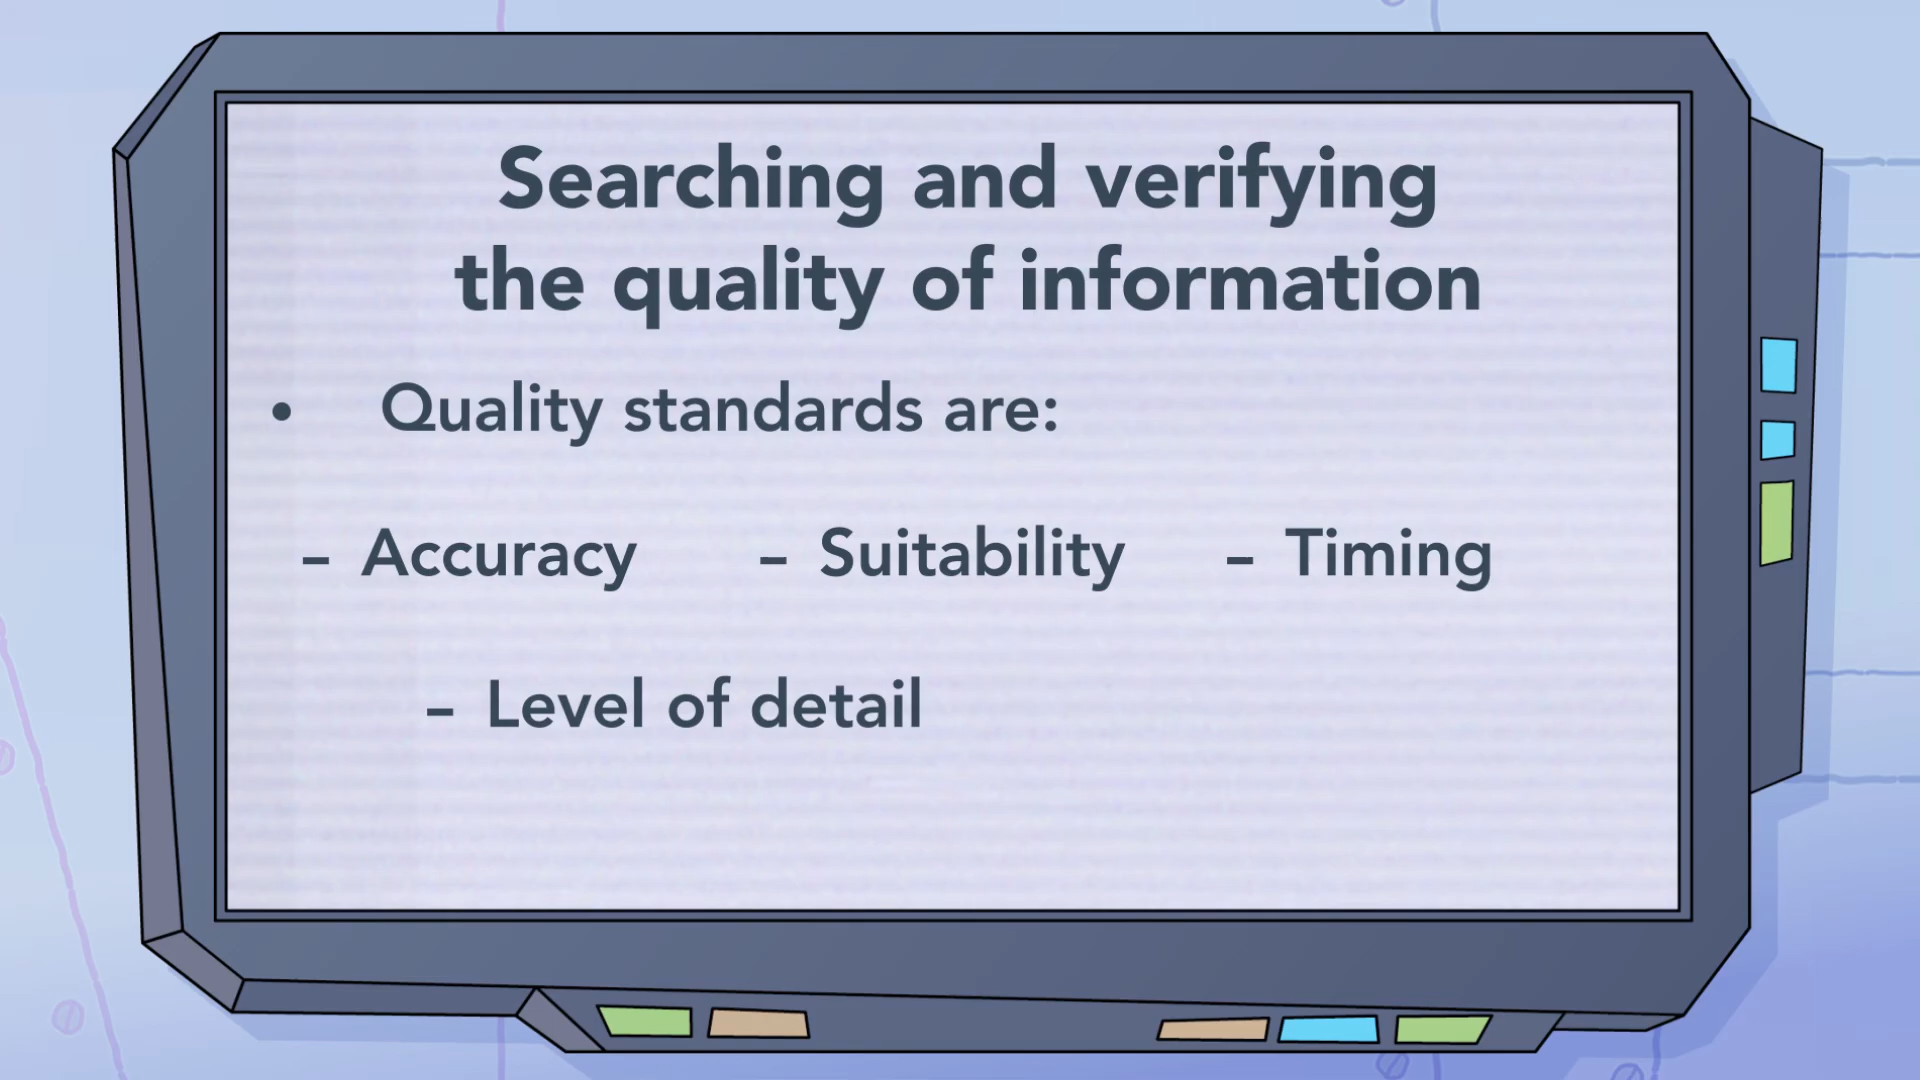 Searching and verifying
the quality of information
• Quality standards are:
– Accuracy – Suitability – Timing
– Level of detail